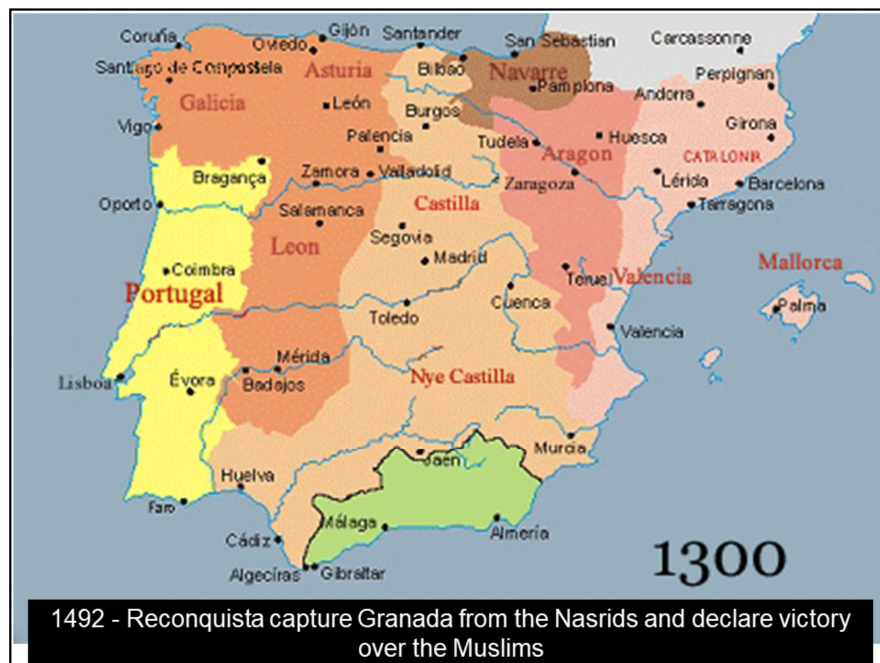 Coruña
Gijón
Santander
San Sebastian
Carcassonne
Oviedo
Bilbao
Perpignan
Santiago de Conpastela
Asturia
Navarre
Pamplona
Andorra
Galicia
León
Burgos
Girona
Vigo
Palencia
Tudela
Huesca
Aragon
CATALONIA
Bragança
Zamora
Valladolid
Zaragoza
Lérida
Barcelona
Oporto
Salamanca
Castilla
Tarragona
Segovia
Leon
Madrid
Mallorca
Coimbra
Teruel
Valencia
Portugal
Cuenca
Palma
Toledo
Valencia
Mérida
Lisboa
Évora
Badajos
Nye Castilla
Murcia
Jaén
Huelva
Faro
Málaga
Almería
Cádiz
1300
Algeciras
Gibraltar
1492 - Reconquista capture Granada from the Nasrids and declare victory
over the Muslims